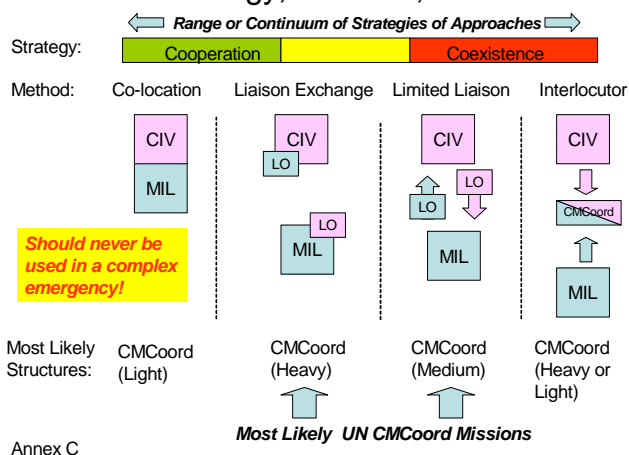 Range or Continuum of Strategies of Approaches
Strategy:
Cooperation
Coexistence
Method:
Co-location
Liaison Exchange
Limited Liaison
Interlocutor
CIV
MIL
CIV
LO
LO
MIL
CIV
LO
LO
MIL
CIV
CMCoord
MIL
Should never be
used in a complex
emergency!
Most Likely
Structures:
CMCoord
(Light)
CMCoord
(Heavy)
CMCoord
(Medium)
CMCoord
(Heavy or
Light)
Most Likely UN CMCoord Missions
Annex C